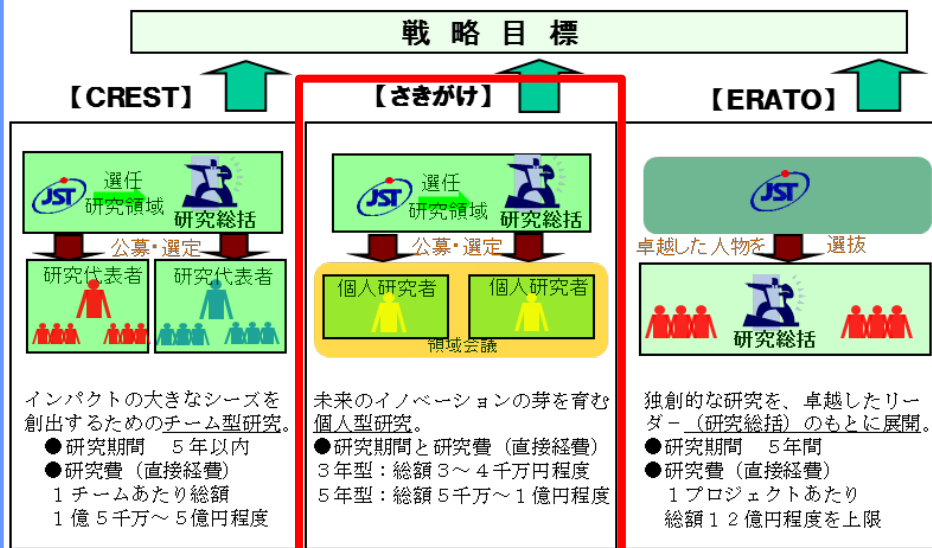 戦略目標
【CREST】
JST
選任
研究領域
研究総括
公募・選定
研究代表者
研究代表者
インパクトの大きなシーズを
創出するためのチーム型研究。
●研究期間　５年以内
●研究費（直接経費）
１チームあたり総額
１億５千万～５億円程度
【さきがけ】
JST
選任
研究領域
研究総括
公募・選定
個人研究者
個人研究者
領域会議
未来のイノベーションの芽を育む
個人型研究。
●研究期間と研究費（直接経費）
３年型：総額３～４千万円程度
５年型：総額５千万～１億円程度
【ERATO】
JST
卓越した人物を
選抜
研究総括
独創的な研究を、卓越したリー
ダ－（研究総括）のもとに展開。
●研究期間　５年間
●研究費（直接経費）
１プロジェクトあたり
総額１２億円程度を上限